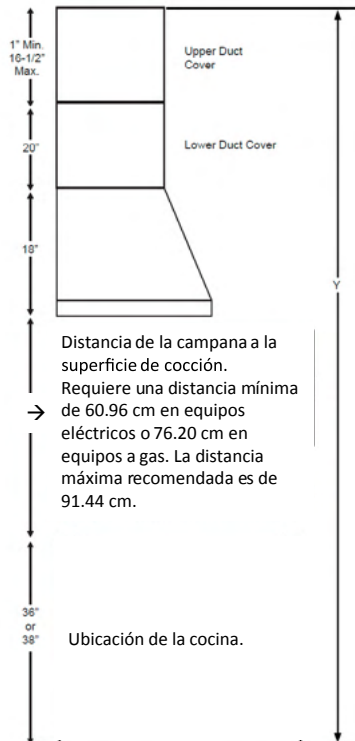 1" Min.
16-1/2"
Max.
Upper Duct
Cover
20"
Lower Duct Cover
18"
Y
Distancia de la campana a la
superficie de cocción.
Requiere una distancia mínima
de 60.96 cm en equipos
eléctricos o 76.20 cm en
equipos a gas. La distancia
máxima recomendada es de
91.44 cm.
36"
or
38"
Ubicación de la cocina.